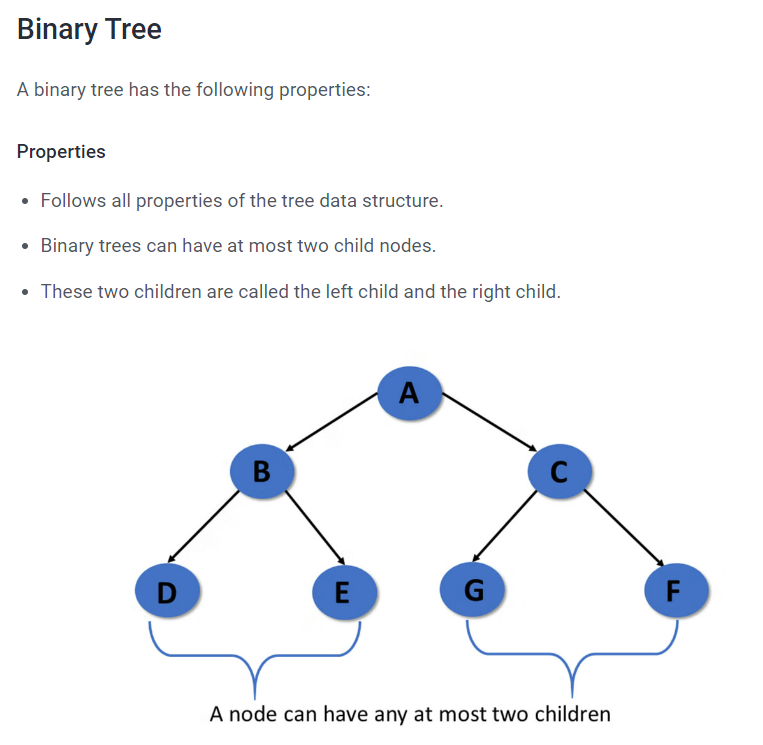 Binary Tree
A binary tree has the following properties:
Properties
Follows all properties of the tree data structure.
Binary trees can have at most two child nodes.
These two children are called the left child and the right child.
A
B
C
D
E
G
F
A node can have any at most two children